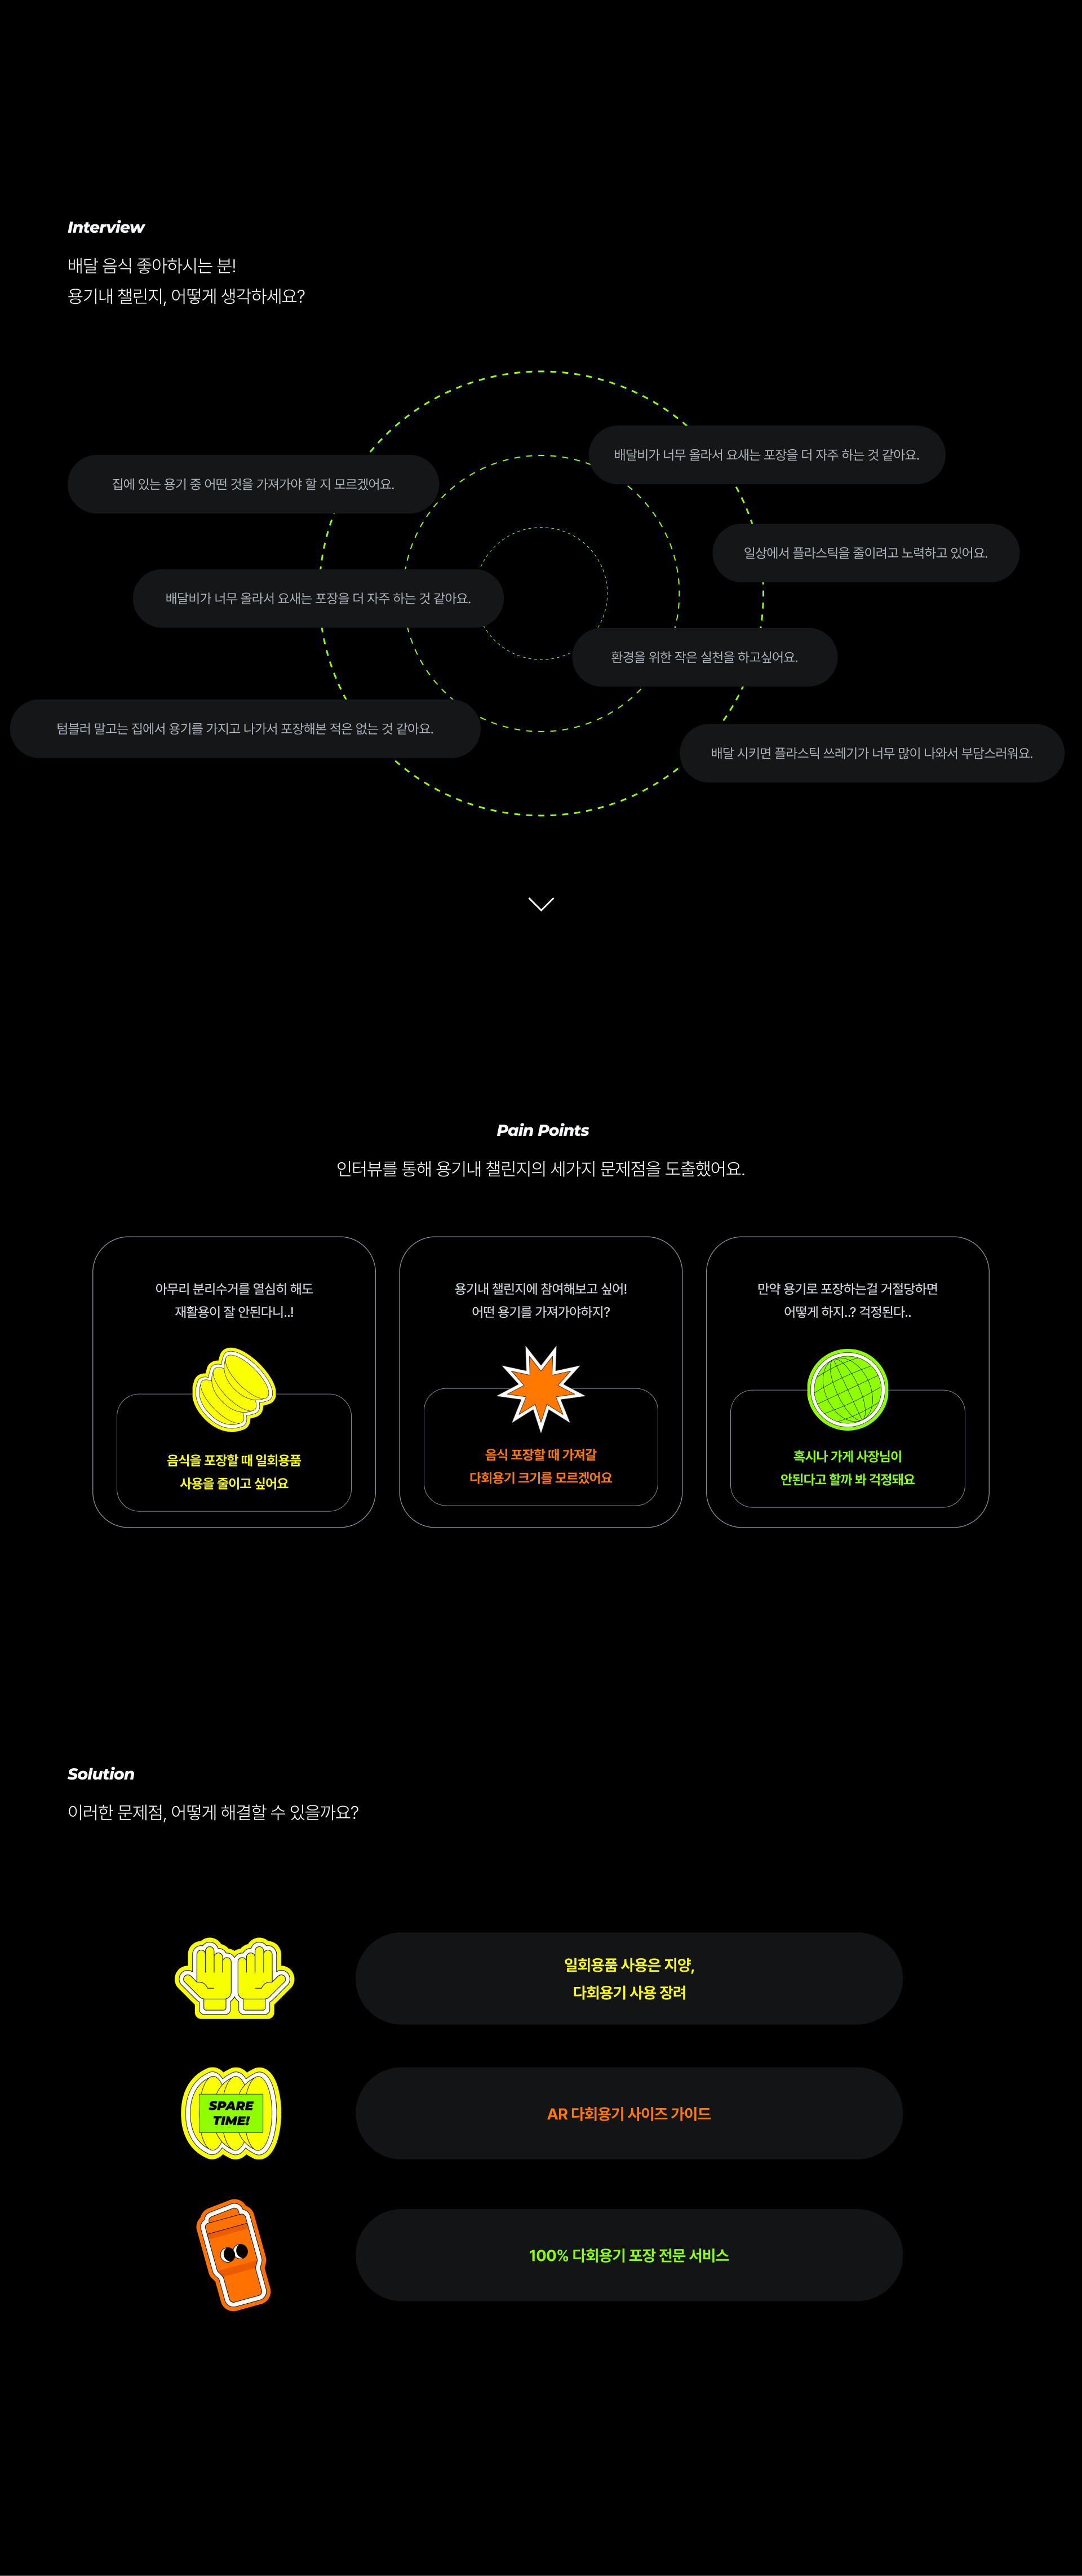 Interview
배달 음식 좋아하시는 분!
용기내 챌린지, 어떻게 생각하세요?
배달비가 너무 올라서 요새는 포장을 더 자주 하는 것 같아요.
집에 있는 용기 중 어떤 것을 가져가야 할 지 모르겠어요.
일상에서 플라스틱을 줄이려고 노력하고 있어요.
배달비가 너무 올라서 요새는 포장을 더 자주 하는 것 같아요.
환경을 위한 작은 실천을 하고싶어요.
텀블러 말고는 집에서 용기를 가지고 나가서 포장해본 적은 없는 것 같아요.
배달 시키면 플라스틱 쓰레기가 너무 많이 나와서 부담스러워요.
Pain Points
인터뷰를 통해 용기내 챌린지의 세가지 문제점을 도출했어요.
아무리 분리수거를 열심히 해도
재활용이 잘 안된다니..!
음식을 포장할 때 일회용품
사용을 줄이고 싶어요
용기내 챌린지에 참여해보고 싶어!
어떤 용기를 가져가야하지?
음식 포장할 때 가져갈
다회용기 크기를 모르겠어요
만약 용기로 포장하는걸 거절당하면
어떻게 하지..? 걱정된다..
혹시나 가게 사장님이
안된다고 할까 봐 걱정돼요
Solution
이러한 문제점, 어떻게 해결할 수 있을까요?
일회용품 사용은 지양,
다회용기 사용 장려
SPARE
TIME!
AR 다회용기 사이즈 가이드
100% 다회용기 포장 전문 서비스